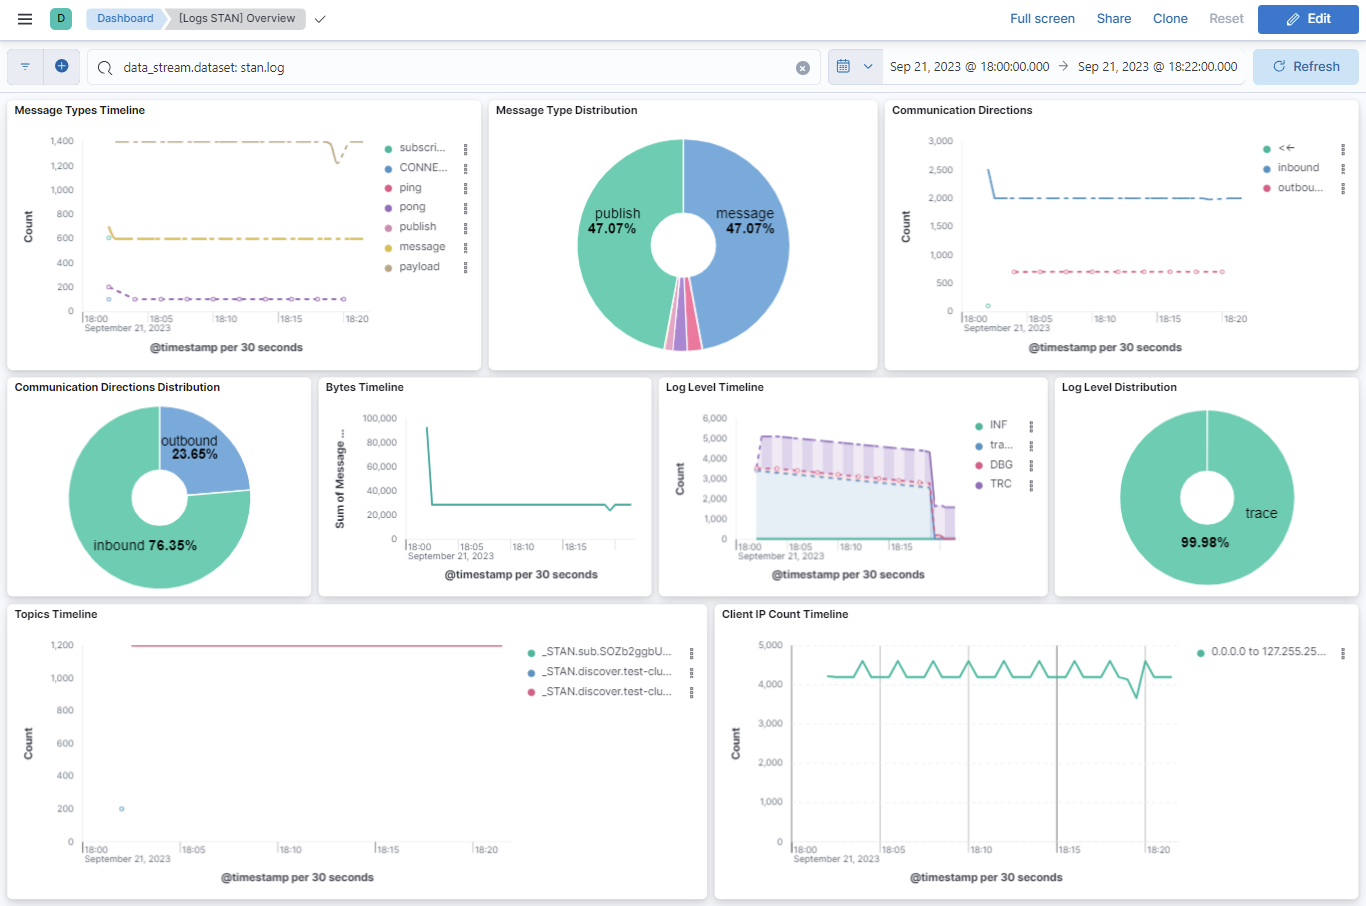 D Dashboard [Logs STAN] Overview Full screen Share Clone Reset Edit
data_stream.dataset: stan.log Sep 21, 2023 @ 18:00:00.000 → Sep 21, 2023 @ 18:22:00.000 Refresh
Message Types Timeline
1,400
1,200
1,000
800
600
400
200
0
Count
18:00 18:05 18:10 18:15 18:20
September 21, 2023
@timestamp per 30 seconds
subscri...
CONNE...
ping
pong
publish
message
payload
Message Type Distribution
publish
47.07%
message
47.07%
Communication Directions
3,000
2,500
2,000
1,500
1,000
500
0
Count
18:00 18:05 18:10 18:15 18:20
September 21, 2023
@timestamp per 30 seconds
<←
inbound
outbou...
Communication Directions Distribution
outbound
23.65%
inbound 76.35%
Bytes Timeline
100,000
80,000
60,000
40,000
20,000
0
Sum of Message ...
18:00 18:05 18:10 18:15
September 21, 2023
@timestamp per 30 seconds
Log Level Timeline
6,000
5,000
4,000
3,000
2,000
1,000
0
Count
18:00 18:05 18:10 18:15
September 21, 2023
@timestamp per 30 seconds
INF
tra...
DBG
TRC
Log Level Distribution
trace
99.98%
Topics Timeline
1,200
1,000
800
600
400
200
0
Count
18:00 18:05 18:10 18:15 18:20
September 21, 2023
@timestamp per 30 seconds
_STAN.sub.SOZb2ggbU...
_STAN.discover.test-clu...
_STAN.discover.test-clu...
Client IP Count Timeline
5,000
4,000
3,000
2,000
1,000
0
Count
18:00 18:05 18:10 18:15 18:20
September 21, 2023
@timestamp per 30 seconds
0.0.0.0 to 127.255.25...